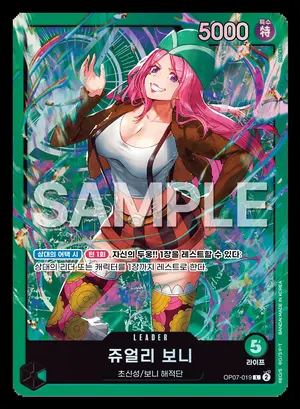 5000
특수
特
SAMPLE
상대의 어택 시 턴 1회 자신의 두웅!! 1장을 레스트할 수 있다:
상대의 리더 또는 캐릭터를 1장까지 레스트로 한다.
LEADER
쥬얼리 보니
초신성/보니 해적단
5
라이프
OP07-019 L